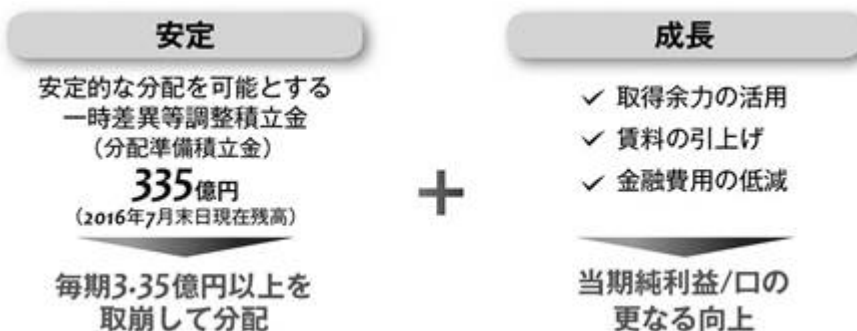 安定
安定的な分配を可能とする
一時差異等調整積立金
（分配準備積立金）
335億円
（2016年7月末日現在残高）
毎期3.35億円以上を
取崩して分配
+
成長
✓ 取得余力の活用
✓ 賃料の引上げ
✓ 金融費用の低減
当期純利益/口の
更なる向上